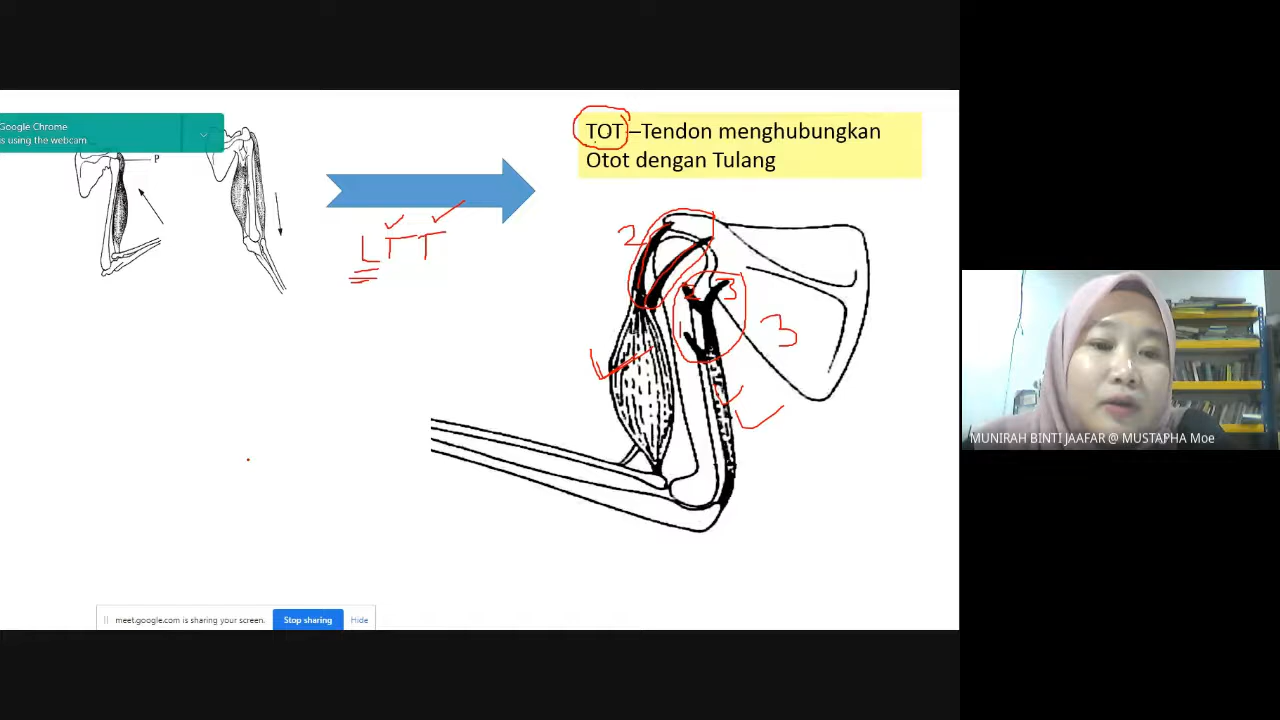 Google Chrome
is using the webcam
P
TOT –Tendon menghubungkan
Otot dengan Tulang
L T T
2
2 3
1
3
MUNIRAH BINTI JAAFAR @ MUSTAPHA Moe
meet.google.com is sharing your screen.
Stop sharing
Hide